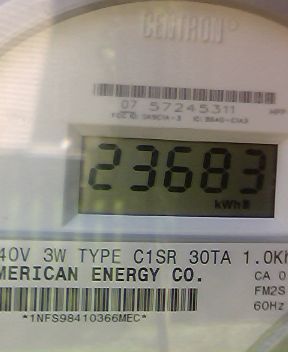 CENTRON®
07 57245311
23683
kWh
40V 3W TYPE C1SR 30TA 1.0Kh
MERICAN ENERGY CO.
CA 0
FM2S
60Hz
*1NFS98410366MEC*